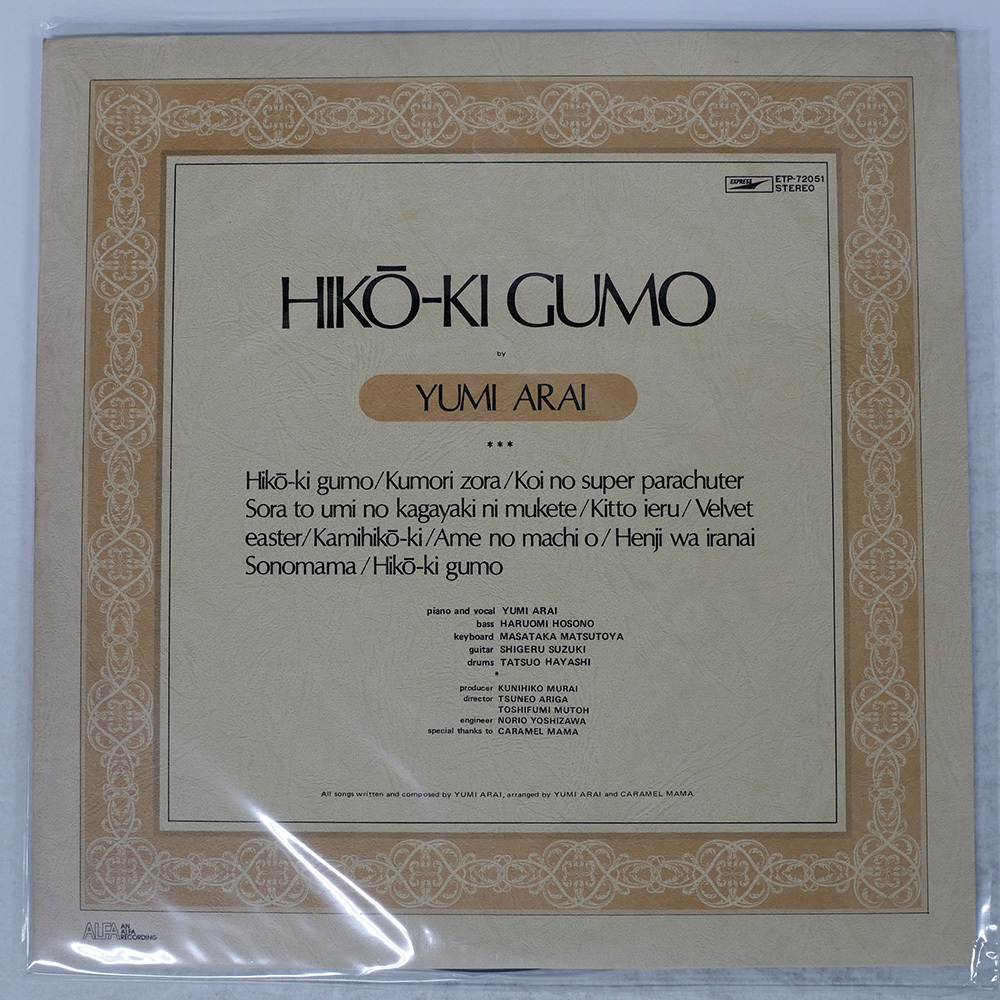 EXPRESS ETP-72051
STEREO
HIKŌ-KI GUMO
by
YUMI ARAI
***
Hikō-ki gumo/Kumori zora/Koi no super parachuter
Sora to umi no kagayaki ni mukete/Kitto ieru/Velvet
easter/Kamihikō-ki/Ame no machi o/Henji wa iranai
Sonomama/Hikō-ki gumo
piano and vocal YUMI ARAI
bass HARUOMI HOSONO
keyboard MASATAKA MATSUTOYA
guitar SHIGERU SUZUKI
drums TATSUO HAYASHI
*
producer KUNIHIKO MURAI
director TSUNEO ARIGA
TOSHIFUMI MUTOH
engineer NORIO YOSHIZAWA
special thanks to CARAMEL MAMA
All songs written and composed by YUMI ARAI, arranged by YUMI ARAI and CARAMEL MAMA
ALFA AN
ALFA
RECORDING